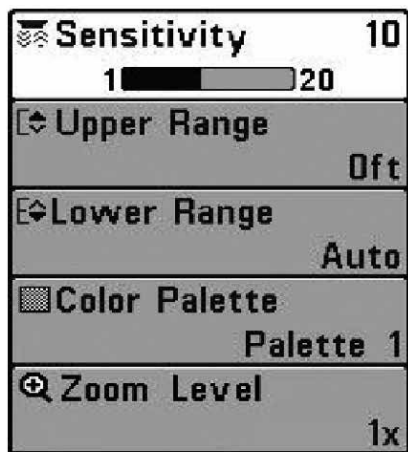 Sensitivity 10
1 20
Upper Range
0ft
Lower Range
Auto
Color Palette
Palette 1
Zoom Level
1x